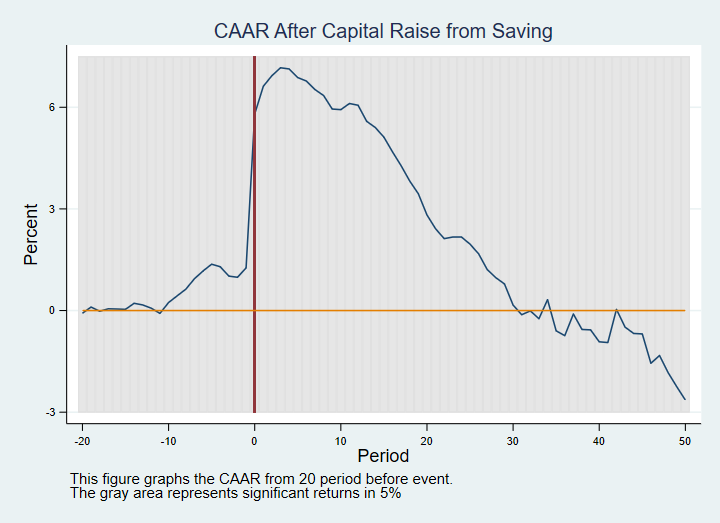 CAAR After Capital Raise from Saving
Percent
6
3
0
-3
-20
-10
0
10
20
30
40
50
Period
This figure graphs the CAAR from 20 period before event.
The gray area represents significant returns in 5%